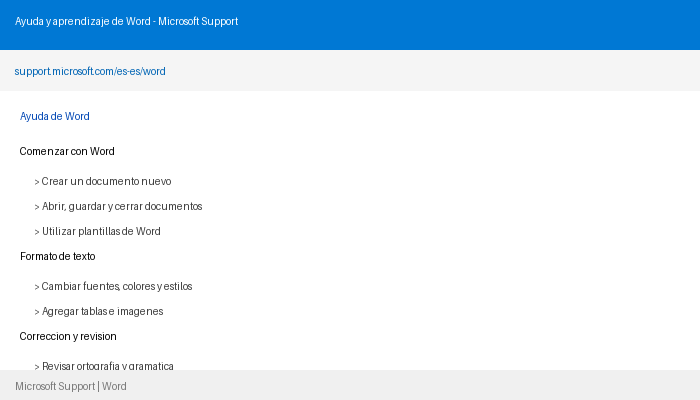 Ayuda y aprendizaje de Word - Microsoft Support
support.microsoft.com/es-es/word
Ayuda de Word
Comenzar con Word
> Crear un documento nuevo
> Abrir, guardar y cerrar documentos
> Utilizar plantillas de Word
Formato de texto
> Cambiar fuentes, colores y estilos
> Agregar tablas e imagenes
Correccion y revision
> Revisar ortografia y gramatica
Microsoft Support | Word